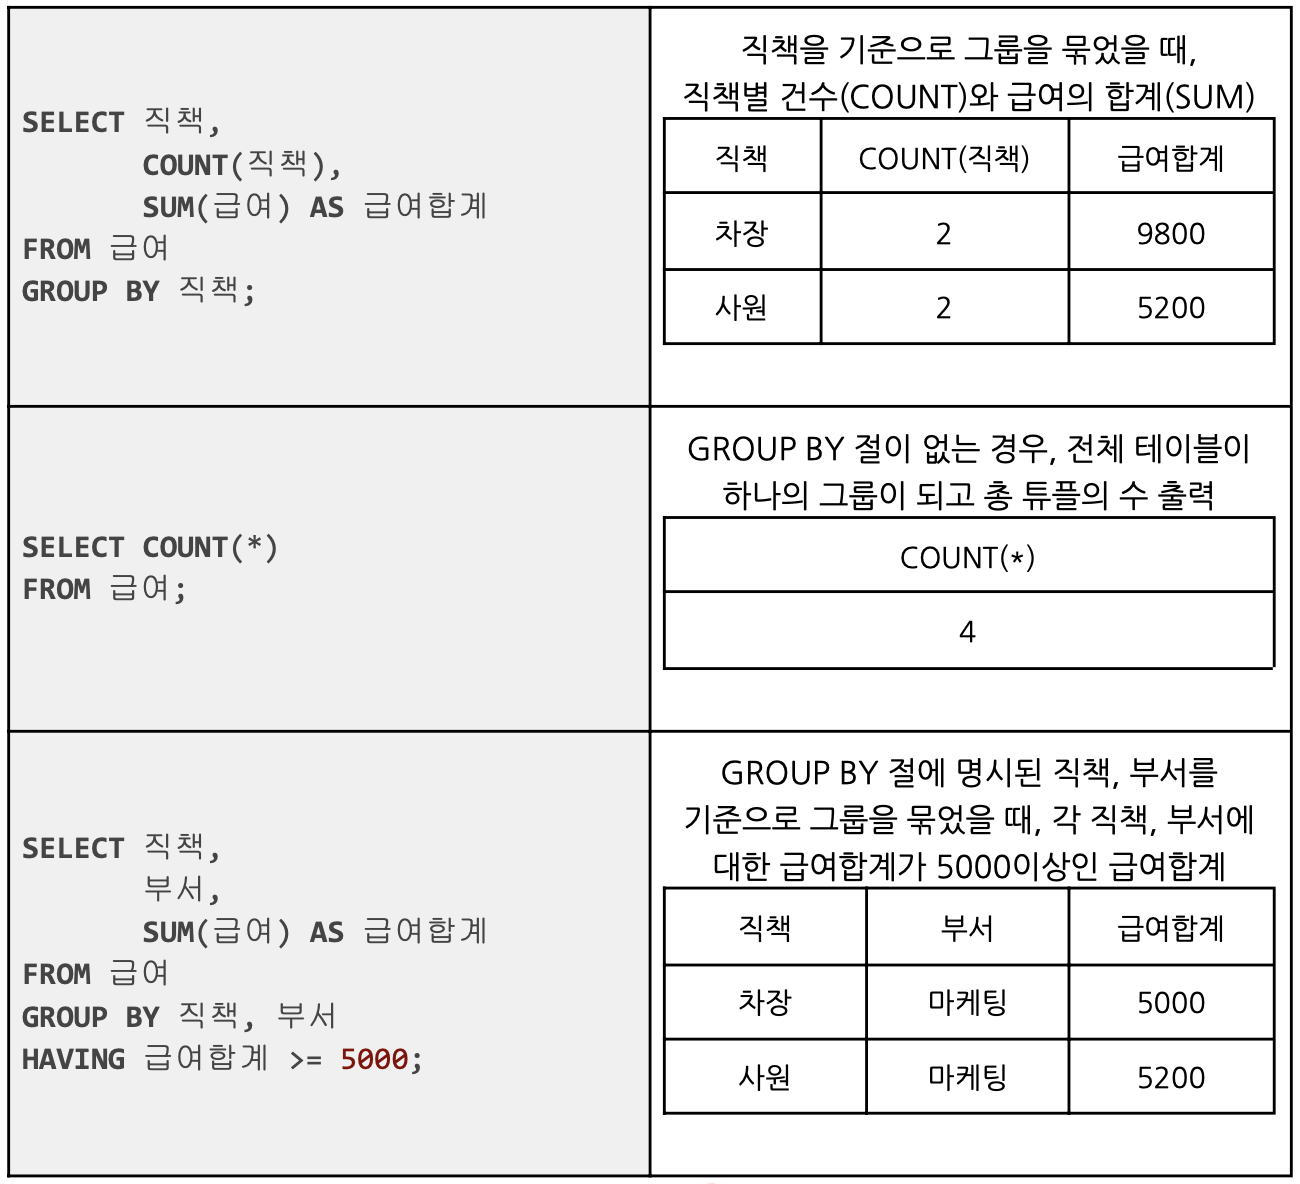 SELECT 직책,
COUNT(직책),
SUM(급여) AS 급여합계
FROM 급여
GROUP BY 직책;
직책을 기준으로 그룹을 묶었을 때,
직책별 건수(COUNT)와 급여의 합계(SUM)
직책 COUNT(직책) 급여합계
차장 2 9800
사원 2 5200
SELECT COUNT(*)
FROM 급여;
GROUP BY 절이 없는 경우, 전체 테이블이
하나의 그룹이 되고 총 튜플의 수 출력
COUNT(*)
4
SELECT 직책,
부서,
SUM(급여) AS 급여합계
FROM 급여
GROUP BY 직책, 부서
HAVING 급여합계 >= 5000;
GROUP BY 절에 명시된 직책, 부서를
기준으로 그룹을 묶었을 때, 각 직책, 부서에
대한 급여합계가 5000이상인 급여합계
직책 부서 급여합계
차장 마케팅 5000
사원 마케팅 5200